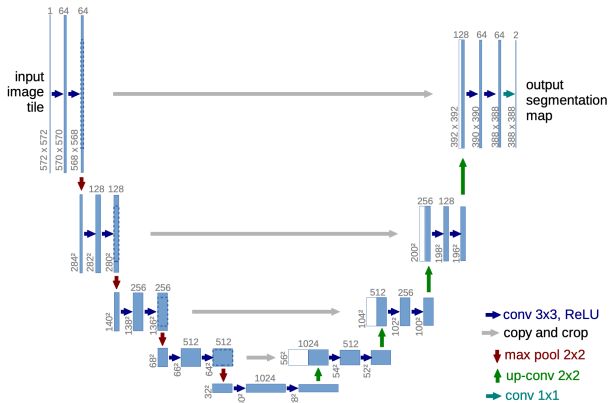 1 64 64
input
image
tile
572 x 572
570 x 570
568 x 568
128 64 64 2
output
segmentation
map
392 x 392
390 x 390
388 x 388
388 x 388
128 128
284²
282²
280²
256 128
200²
198²
196²
256 256
140²
138²
136²
512 256
104²
102²
100²
512 512
68²
66²
64²
1024 512
56²
54²
52²
1024
32²
conv 3x3, ReLU
copy and crop
max pool 2x2
up-conv 2x2
conv 1x1